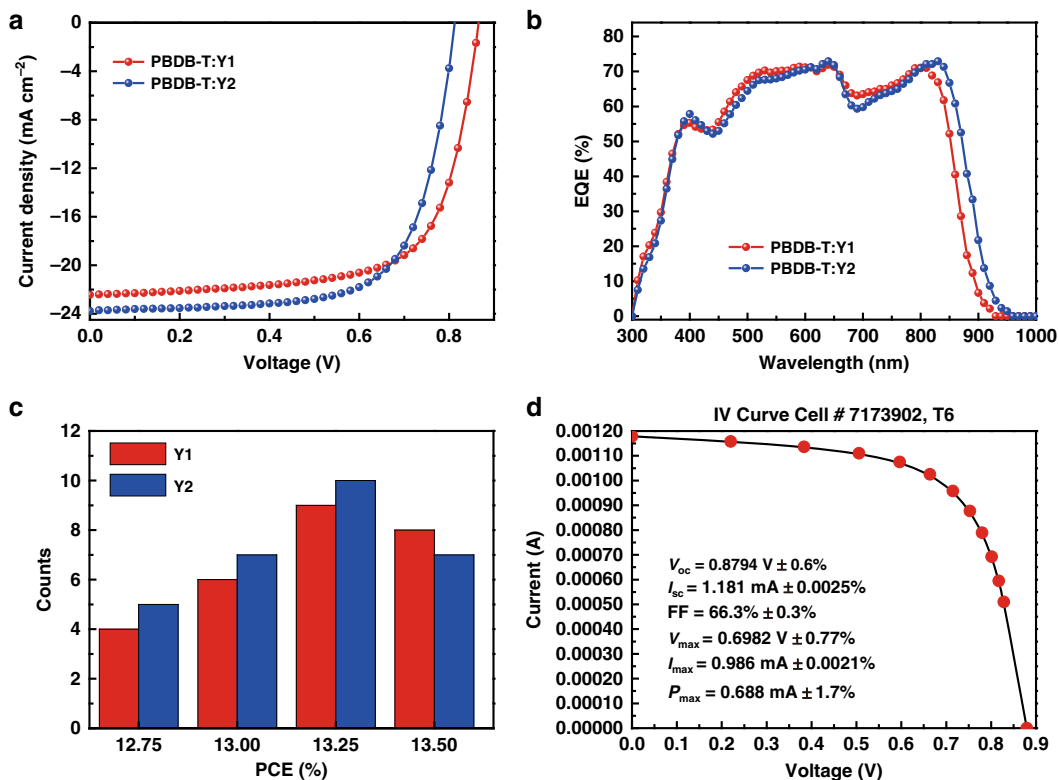 a
0
−4
−8
−12
−16
−20
−24
Current density (mA cm⁻²)
PBDB-T:Y1
PBDB-T:Y2
0.0 0.2 0.4 0.6 0.8
Voltage (V)
b
80
70
60
50
40
30
20
10
0
EQE (%)
PBDB-T:Y1
PBDB-T:Y2
300 400 500 600 700 800 900 1000
Wavelength (nm)
c
12
10
8
6
4
2
0
Counts
Y1
Y2
12.75 13.00 13.25 13.50
PCE (%)
d
IV Curve Cell # 7173902, T6
0.00120
0.00110
0.00100
0.00090
0.00080
0.00070
0.00060
0.00050
0.00040
0.00030
0.00020
0.00010
0.00000
Current (A)
Voc = 0.8794 V ± 0.6%
Isc = 1.181 mA ± 0.0025%
FF = 66.3% ± 0.3%
Vmax = 0.6982 V ± 0.77%
Imax = 0.986 mA ± 0.0021%
Pmax = 0.688 mA ± 1.7%
0.0 0.1 0.2 0.3 0.4 0.5 0.6 0.7 0.8 0.9
Voltage (V)